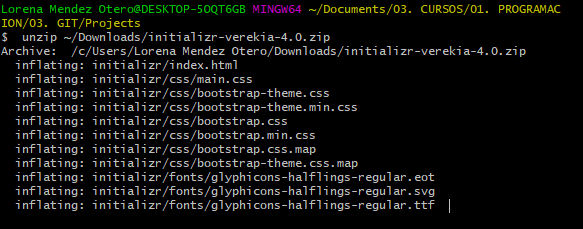 Lorena Mendez Otero@DESKTOP-5OQT6GB MINGW64 ~/Documents/03. CURSOS/01. PROGRAMAC
ION/03. GIT/Projects
$ unzip ~/Downloads/initializr-verekia-4.0.zip
Archive:  /c/Users/Lorena Mendez Otero/Downloads/initializr-verekia-4.0.zip
  inflating: initializr/index.html
  inflating: initializr/css/main.css
  inflating: initializr/css/bootstrap-theme.css
  inflating: initializr/css/bootstrap-theme.min.css
  inflating: initializr/css/bootstrap.css
  inflating: initializr/css/bootstrap.min.css
  inflating: initializr/css/bootstrap.css.map
  inflating: initializr/css/bootstrap-theme.css.map
  inflating: initializr/fonts/glyphicons-halflings-regular.eot
  inflating: initializr/fonts/glyphicons-halflings-regular.svg
  inflating: initializr/fonts/glyphicons-halflings-regular.ttf